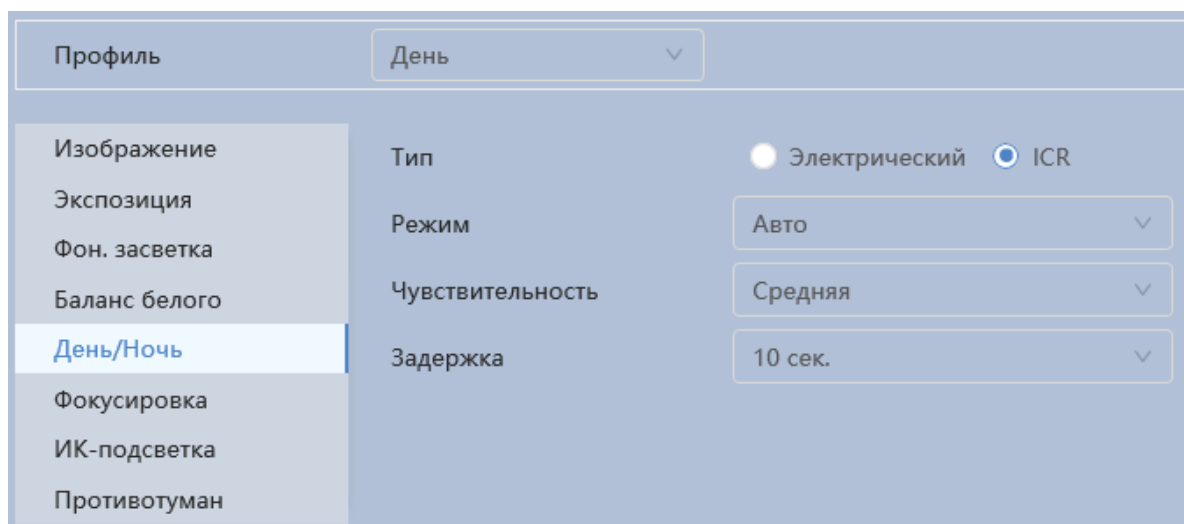 Профиль День
Изображение
Экспозиция
Фон. засветка
Баланс белого
День/Ночь
Фокусировка
ИК-подсветка
Противотуман
Тип Электрический ICR
Режим Авто
Чувствительность Средняя
Задержка 10 сек.